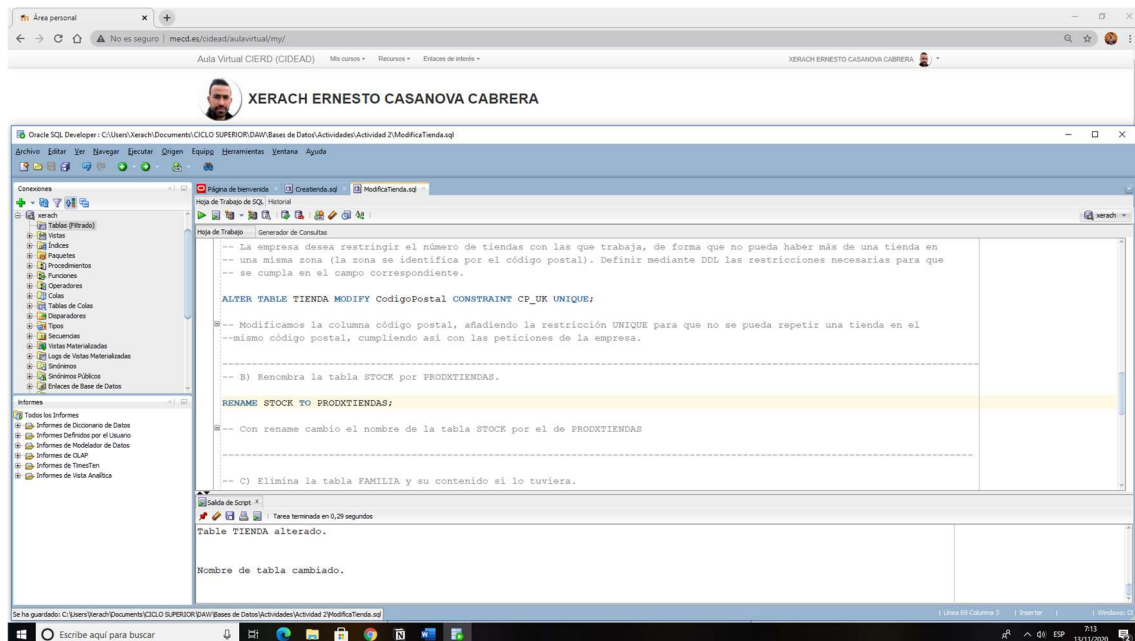 Área personal
No es seguro | mecd.es/cidead/aulavirtual/my/
Aula Virtual CIERD (CIDEAD) Mis cursos Recursos Enlaces de interés XERACH ERNESTO CASANOVA CABRERA
XERACH ERNESTO CASANOVA CABRERA
Oracle SQL Developer : C:\Users\Xerach\Documents\CICLO SUPERIOR\DAW\Bases de Datos\Actividades\Actividad 2\ModificaTienda.sql
Archivo Editar Ver Navegar Ejecutar Origen Equipo Herramientas Ventana Ayuda
Conexiones
xerach
Tablas (Filtrado)
Vistas
Índices
Paquetes
Procedimientos
Funciones
Operadores
Colas
Tablas de Colas
Disparadores
Tipos
Secuencias
Vistas Materializadas
Logs de Vistas Materializadas
Sinónimos
Sinónimos Públicos
Enlaces de Base de Datos
Informes
Todos los Informes
Informes de Diccionario de Datos
Informes Definidos por el Usuario
Informes de Modelador de Datos
Informes de OLAP
Informes de TimesTen
Informes de Vista Analítica
Página de bienvenida Creatienda.sql ModificaTienda.sql
Hoja de Trabajo de SQL Historial
xerach
Hoja de Trabajo Generador de Consultas
-- La empresa desea restringir el número de tiendas con las que trabaja, de forma que no pueda haber más de una tienda en
-- una misma zona (la zona se identifica por el código postal). Definir mediante DDL las restricciones necesarias para que
-- se cumpla en el campo correspondiente.
ALTER TABLE TIENDA MODIFY CodigoPostal CONSTRAINT CP_UK UNIQUE;
-- Modificamos la columna código postal, añadiendo la restricción UNIQUE para que no se pueda repetir una tienda en el
--mismo código postal, cumpliendo así con las peticiones de la empresa.
-- B) Renombra la tabla STOCK por PRODXTIENDAS.
RENAME STOCK TO PRODXTIENDAS;
-- Con rename cambio el nombre de la tabla STOCK por el de PRODXTIENDAS
-- C) Elimina la tabla FAMILIA y su contenido si lo tuviera.
Salida de Script
Tarea terminada en 0,29 segundos
Table TIENDA alterado.
Nombre de tabla cambiado.
Se ha guardado: C:\Users\Xerach\Documents\CICLO SUPERIOR\DAW\Bases de Datos\Actividades\Actividad 2\ModificaTienda.sql
Línea 69 Columna 3 | Insertar | Windows: C
Escribe aquí para buscar
ESP
7:13
13/11/2020